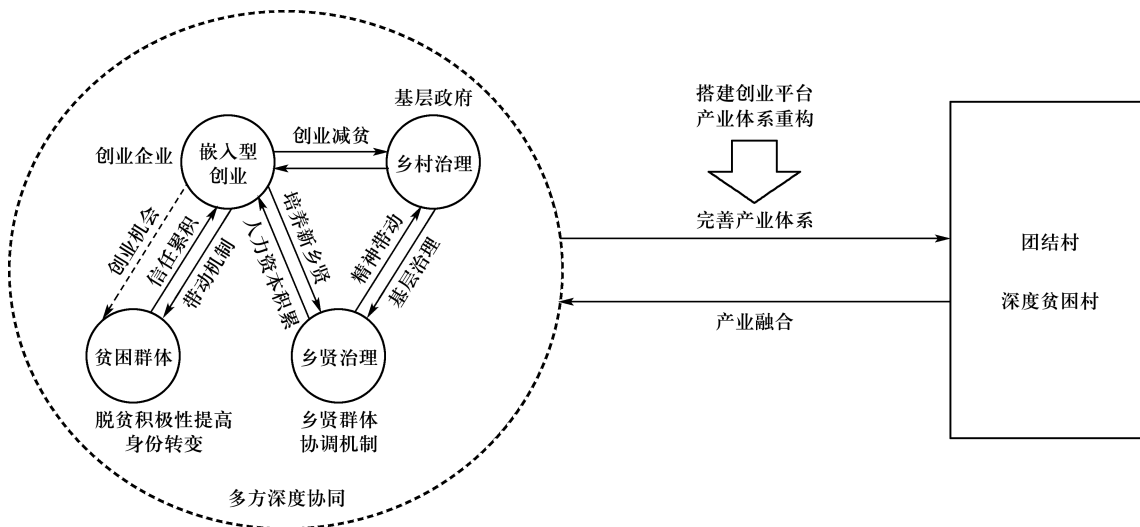 搭建创业平台
产业体系重构
基层政府
创业减贫
创业企业
嵌入型
创业
乡村治理
创业机会
信任累积
带动机制
培养新乡贤
人力资本积累
精神带动
基层治理
完善产业体系
团结村
深度贫困村
产业融合
贫困群体
乡贤治理
脱贫积极性提高
身份转变
乡贤群体
协调机制
多方深度协同